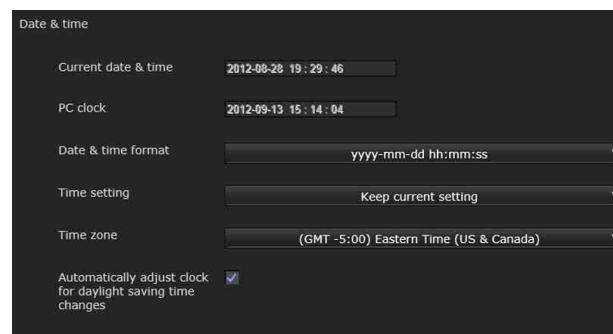 Date & time
Current date & time 2012-08-28 19 : 29 : 46
PC clock 2012-09-13 15 : 14 : 04
Date & time format yyyy-mm-dd hh:mm:ss
Time setting Keep current setting
Time zone (GMT -5:00) Eastern Time (US & Canada)
Automatically adjust clock
for daylight saving time
changes